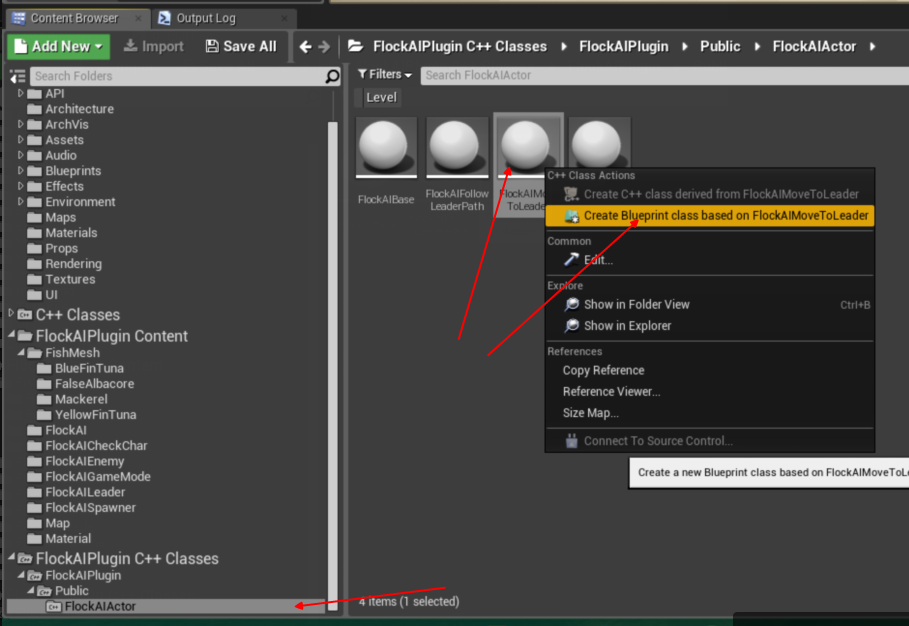 Content Browser
Output Log
Add New
Import
Save All
FlockAIPlugin C++ Classes
FlockAIPlugin
Public
FlockAIActor
Search Folders
Filters
Search FlockAIActor
Level
API
Architecture
ArchVis
Assets
Audio
Blueprints
Effects
Environment
Maps
Materials
Props
Rendering
Textures
UI
C++ Classes
FlockAIPlugin Content
FishMesh
BlueFinTuna
FalseAlbacore
Mackerel
YellowFinTuna
FlockAI
FlockAICheckChar
FlockAIEnemy
FlockAIGameMode
FlockAILeader
FlockAISpawner
Map
Material
FlockAIPlugin C++ Classes
FlockAIPlugin
Public
FlockAIActor
FlockAIBase
FlockAIFollow
LeaderPath
FlockAIMo
ToLeade
C++ Class Actions
Create C++ class derived from FlockAIMoveToLeader
Create Blueprint class based on FlockAIMoveToLeader
Common
Edit...
Explore
Show in Folder View
Ctrl+B
Show in Explorer
References
Copy Reference
Reference Viewer...
Size Map...
Connect To Source Control...
Create a new Blueprint class based on FlockAIMoveToL
4 items (1 selected)